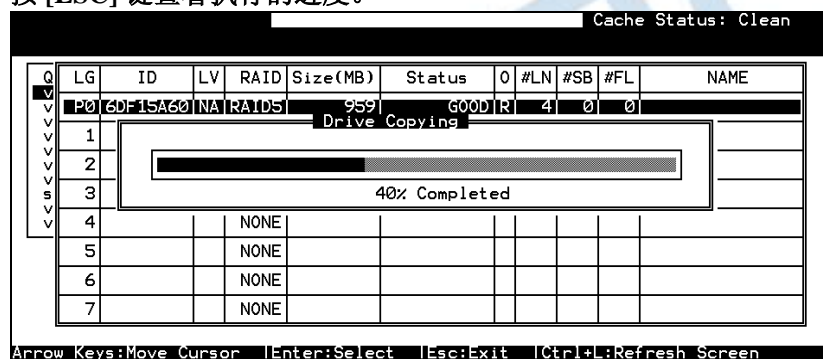 按 [ESC] 键查看执行的进度。
Cache Status: Clean
Q LG ID LV RAID Size(MB) Status O #LN #SB #FL NAME
v P0 6DF15A60 NA RAID5 959 GOOD R 4 0 0
v Drive Copying
v 1
v 2
v 40% Completed
s 3
v 4 NONE
5 NONE
6 NONE
7 NONE
Arrow Keys:Move Cursor |Enter:Select |Esc:Exit |Ctrl+L:Refresh Screen